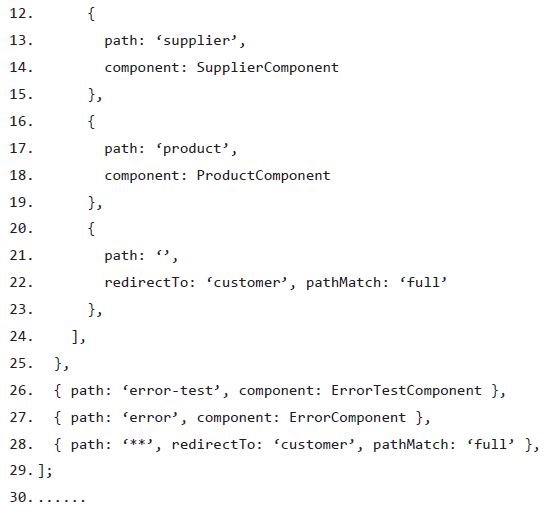 12.      {
13.        path: ‘supplier’,
14.        component: SupplierComponent
15.      },
16.      {
17.        path: ‘product’,
18.        component: ProductComponent
19.      },
20.      {
21.        path: ‘’,
22.        redirectTo: ‘customer’, pathMatch: ‘full’
23.      },
24.    ],
25.  },
26.  { path: ‘error-test’, component: ErrorTestComponent },
27.  { path: ‘error’, component: ErrorComponent },
28.  { path: ‘**’, redirectTo: ‘customer’, pathMatch: ‘full’ },
29.];
30.......